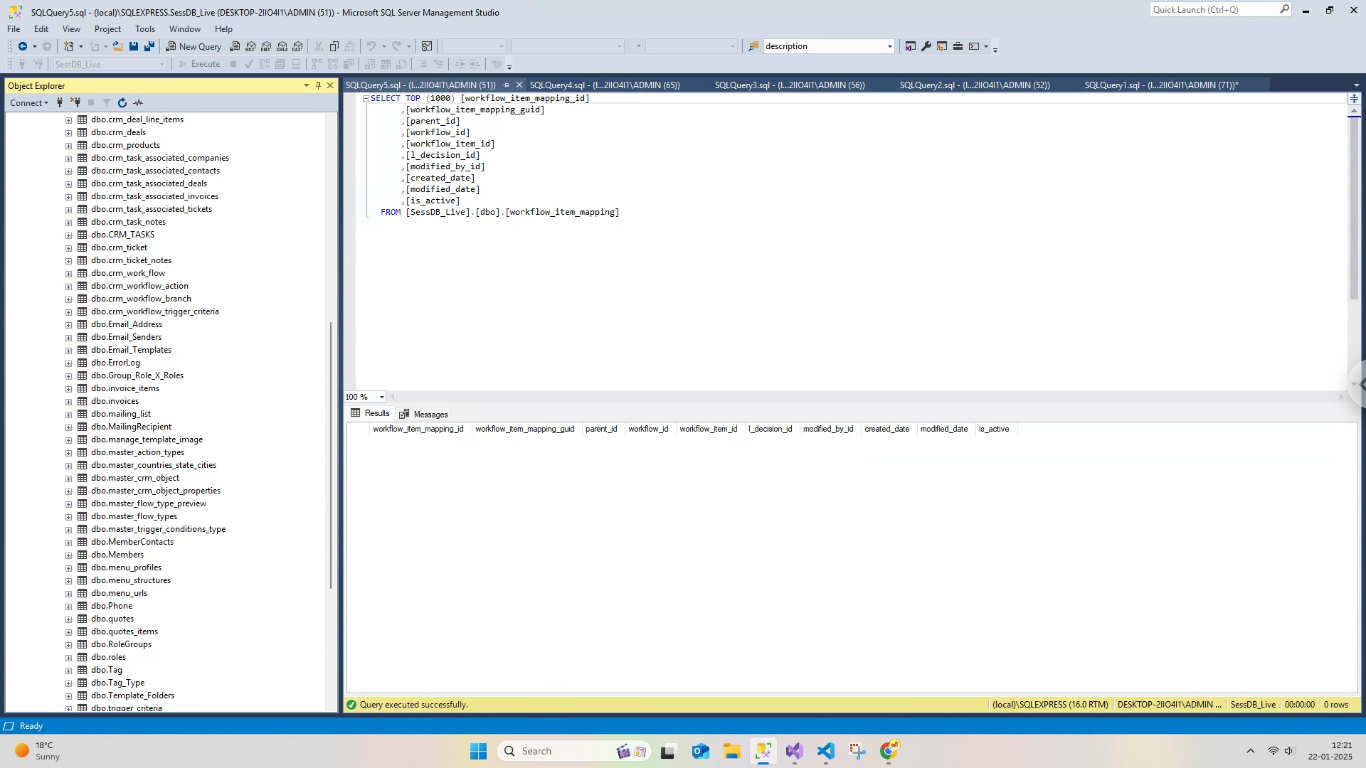 SQLQuery5.sql - (local)\SQLEXPRESS.SessDB_Live (DESKTOP-2IIO4I1\ADMIN (51)) - Microsoft SQL Server Management Studio
Quick Launch (Ctrl+Q)
File Edit View Project Tools Window Help
New Query
description
SessDB_Live
Execute
Object Explorer
Connect
SQLQuery5.sql - (l...2IIO4I1\ADMIN (51))
SQLQuery4.sql - (l...2IIO4I1\ADMIN (65))
SQLQuery3.sql - (l...2IIO4I1\ADMIN (56))
SQLQuery2.sql - (l...2IIO4I1\ADMIN (52))
SQLQuery1.sql - (l...2IIO4I1\ADMIN (71))*
dbo.crm_deal_line_items
dbo.crm_deals
dbo.crm_products
dbo.crm_task_associated_companies
dbo.crm_task_associated_contacts
dbo.crm_task_associated_deals
dbo.crm_task_associated_invoices
dbo.crm_task_associated_tickets
dbo.crm_task_notes
dbo.CRM_TASKS
dbo.crm_ticket
dbo.crm_ticket_notes
dbo.crm_work_flow
dbo.crm_workflow_action
dbo.crm_workflow_branch
dbo.crm_workflow_trigger_criteria
dbo.Email_Address
dbo.Email_Senders
dbo.Email_Templates
dbo.ErrorLog
dbo.Group_Role_X_Roles
dbo.invoice_items
dbo.invoices
dbo.mailing_list
dbo.MailingRecipient
dbo.manage_template_image
dbo.master_action_types
dbo.master_countries_state_cities
dbo.master_crm_object
dbo.master_crm_object_properties
dbo.master_flow_type_preview
dbo.master_flow_types
dbo.master_trigger_conditions_type
dbo.MemberContacts
dbo.Members
dbo.menu_profiles
dbo.menu_structures
dbo.menu_urls
dbo.Phone
dbo.quotes
dbo.quotes_items
dbo.RoleGroups
dbo.roles
dbo.Tag
dbo.Tag_Type
dbo.Template_Folders
dbo.trigger_criteria
SELECT TOP (1000) [workflow_item_mapping_id]
,[workflow_item_mapping_guid]
,[parent_id]
,[workflow_id]
,[workflow_item_id]
,[l_decision_id]
,[modified_by_id]
,[created_date]
,[modified_date]
,[is_active]
FROM [SessDB_Live].[dbo].[workflow_item_mapping]
100 %
Results Messages
workflow_item_mapping_id workflow_item_mapping_guid parent_id workflow_id workflow_item_id l_decision_id modified_by_id created_date modified_date is_active
Query executed successfully.
(local)\SQLEXPRESS (16.0 RTM) DESKTOP-2IIO4I1\ADMIN ... SessDB_Live 00:00:00 0 rows
Ready
18°C
Sunny
Search
12:21
22-01-2025